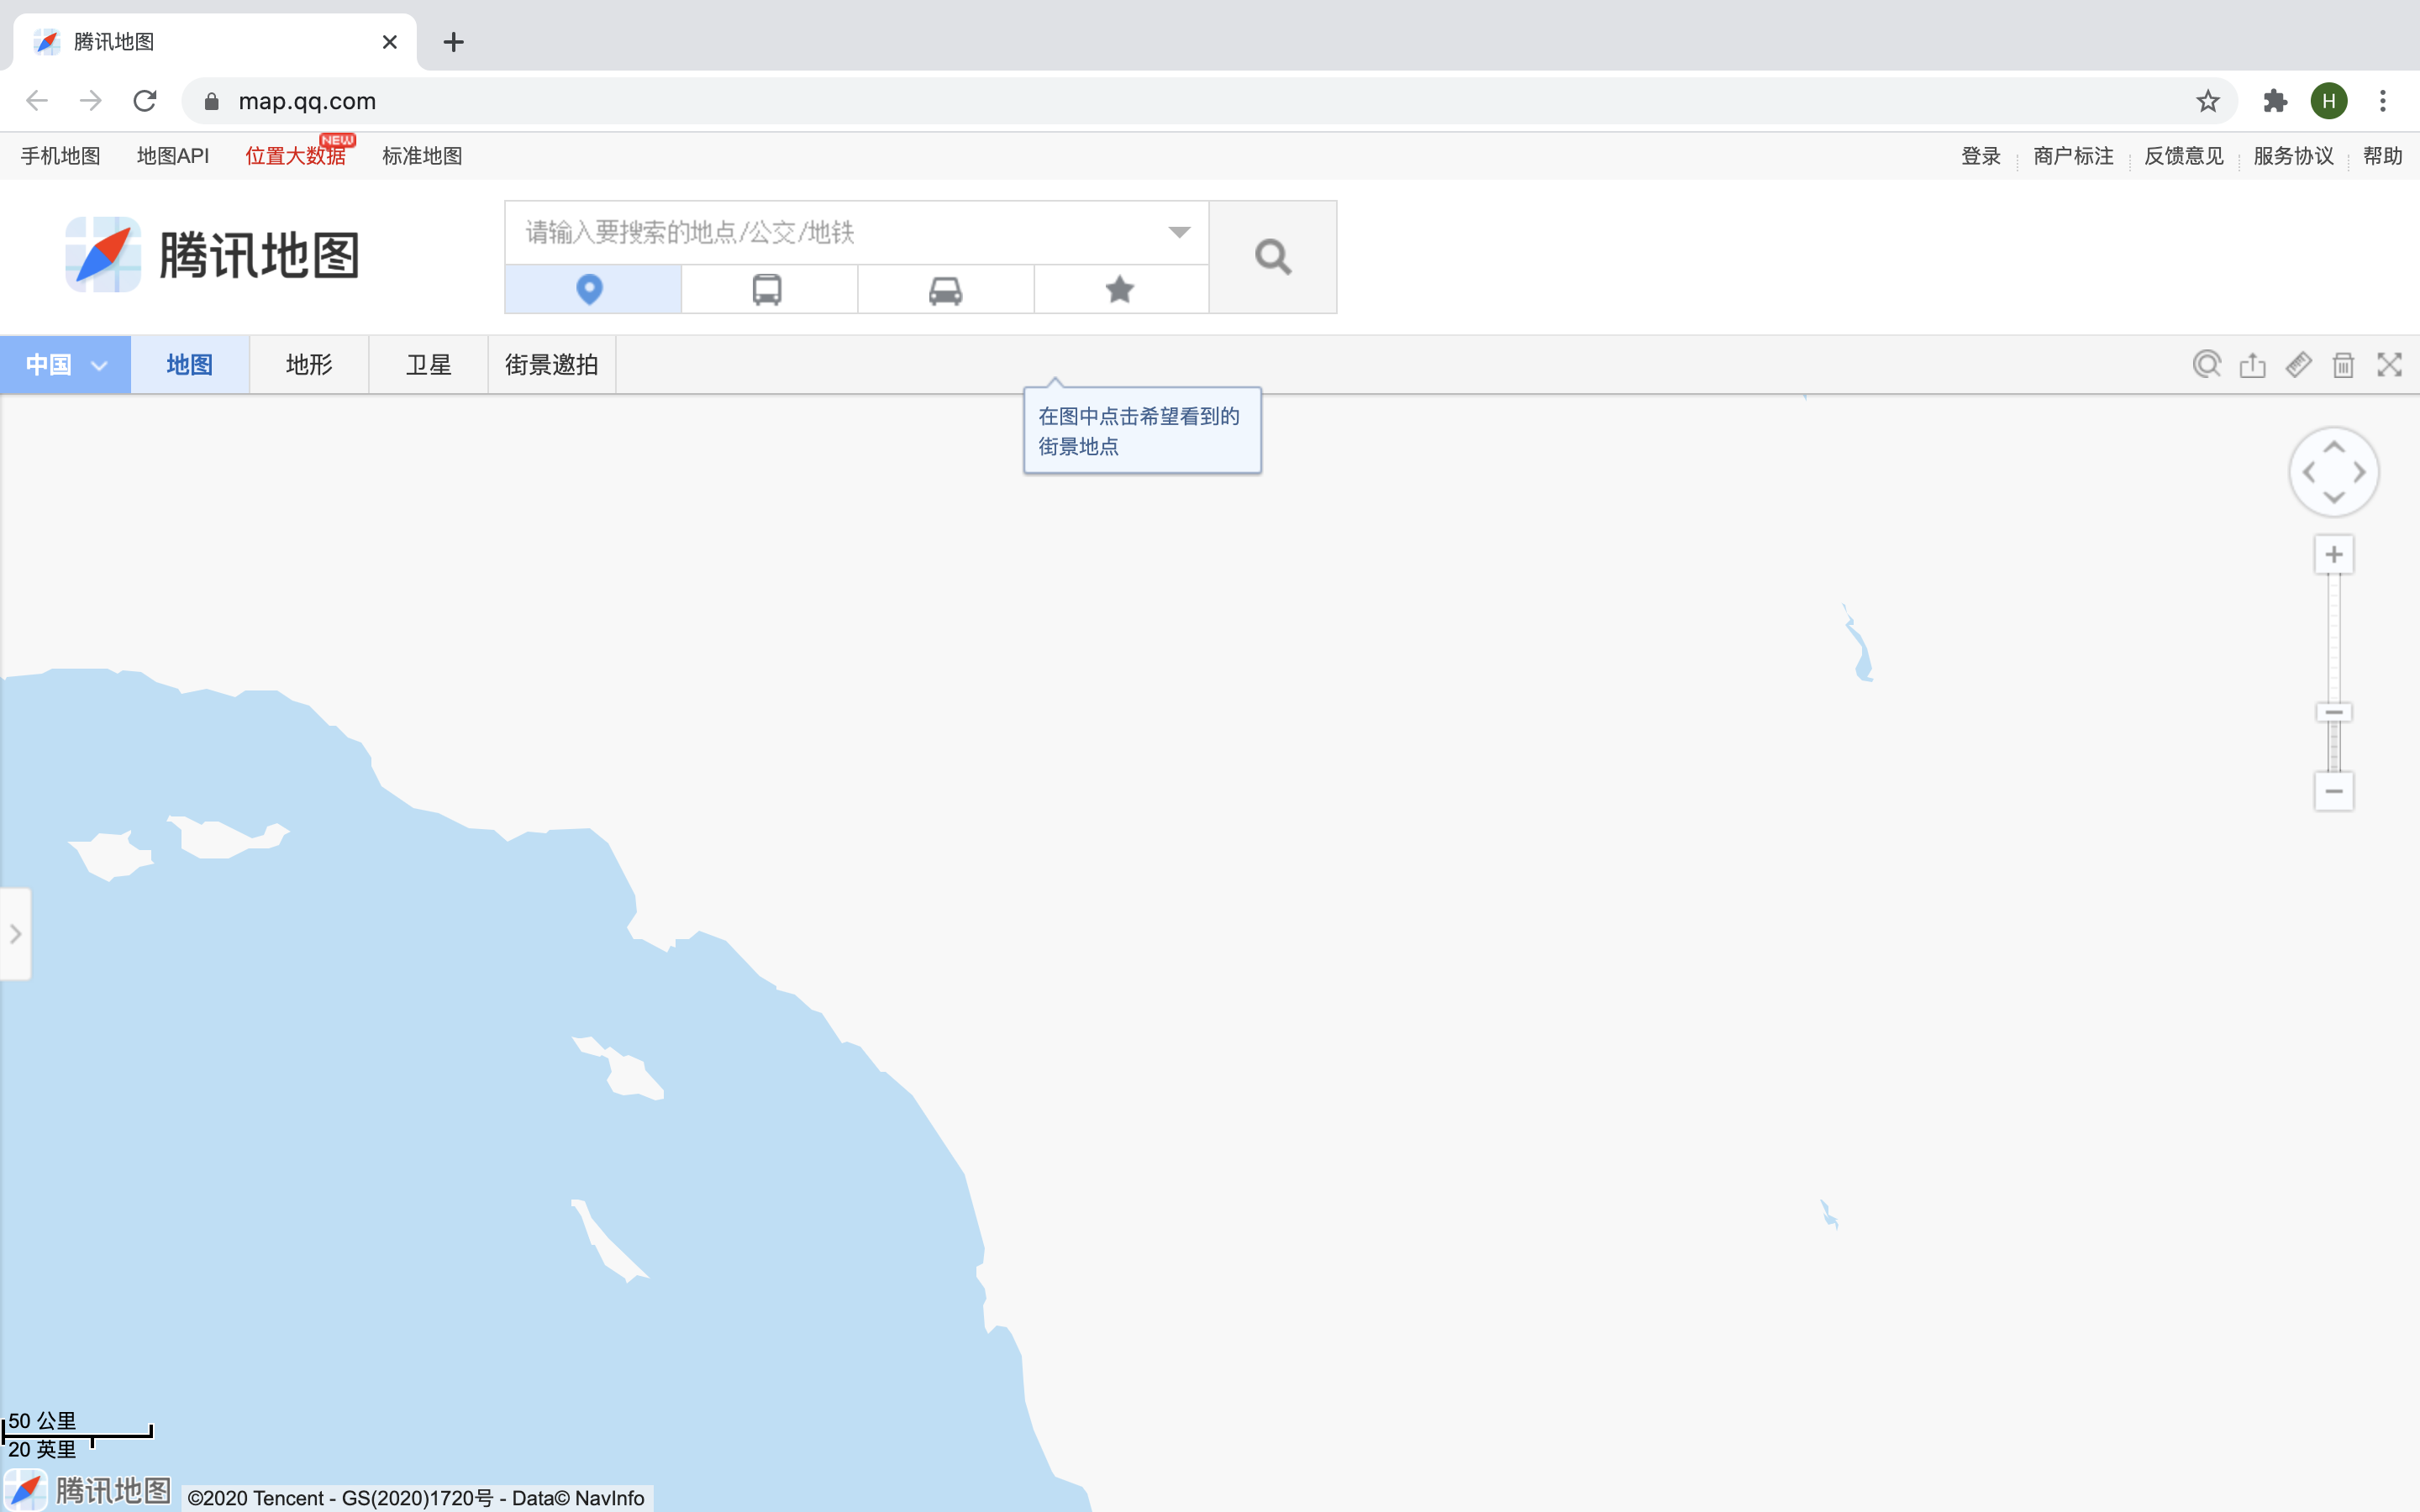 腾讯地图
map.qq.com
H
手机地图 地图API 位置大数据 NEW 标准地图 登录 商户标注 反馈意见 服务协议 帮助
腾讯地图
请输入要搜索的地点/公交/地铁
中国 地图 地形 卫星 街景邀拍
在图中点击希望看到的
街景地点
50 公里
20 英里
腾讯地图 ©2020 Tencent - GS(2020)1720号 - Data© NavInfo